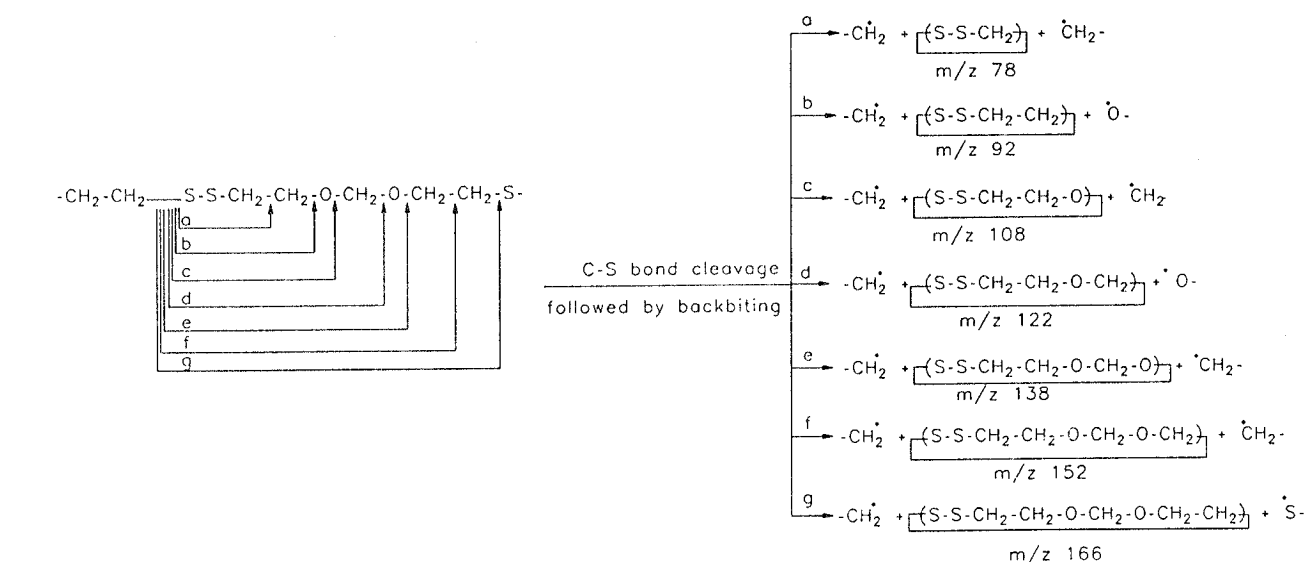 -CH2-CH2——S-S-CH2-CH2-O-CH2-O-CH2-CH2-S-
a
b
c
d
e
f
g
C-S bond cleavage
followed by backbiting
a
-CH2• + (S-S-CH2) + •CH2-
m/z 78
b
-CH2• + (S-S-CH2-CH2) + •O-
m/z 92
c
-CH2• + (S-S-CH2-CH2-O) + •CH2-
m/z 108
d
-CH2• + (S-S-CH2-CH2-O-CH2) + •O-
m/z 122
e
-CH2• + (S-S-CH2-CH2-O-CH2-O) + •CH2-
m/z 138
f
-CH2• + (S-S-CH2-CH2-O-CH2-O-CH2) + •CH2-
m/z 152
g
-CH2• + (S-S-CH2-CH2-O-CH2-O-CH2-CH2) + •S-
m/z 166